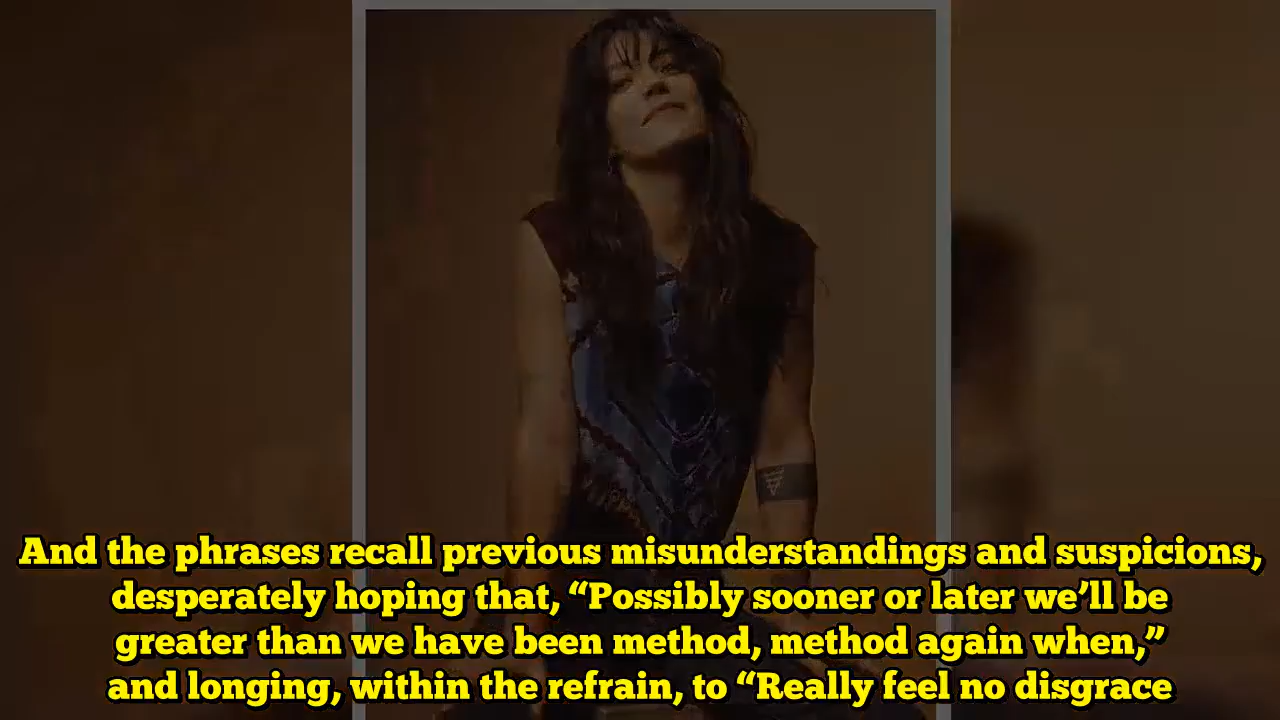 And the phrases recall previous misunderstandings and suspicions,
desperately hoping that, “Possibly sooner or later we’ll be
greater than we have been method, method again when,”
and longing, within the refrain, to “Really feel no disgrace